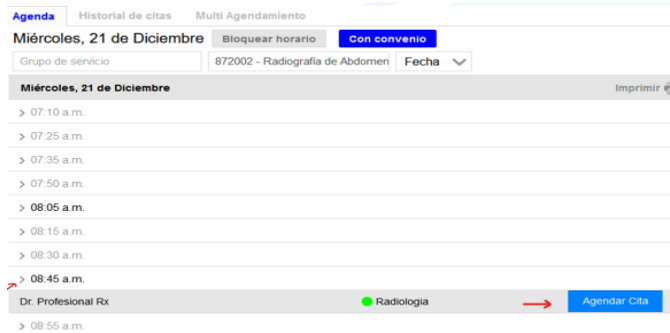 Agenda Historial de citas Multi Agendamiento
Miércoles, 21 de Diciembre Bloquear horario Con convenio
Grupo de servicio 872002 - Radiografía de Abdomen Fecha
Miércoles, 21 de Diciembre Imprimir
> 07:10 a.m.
> 07:25 a.m.
> 07:35 a.m.
> 07:50 a.m.
> 08:05 a.m.
> 08:15 a.m.
> 08:30 a.m.
> 08:45 a.m.
Dr. Profesional Rx Radiologia Agendar Cita
> 08:55 a.m.